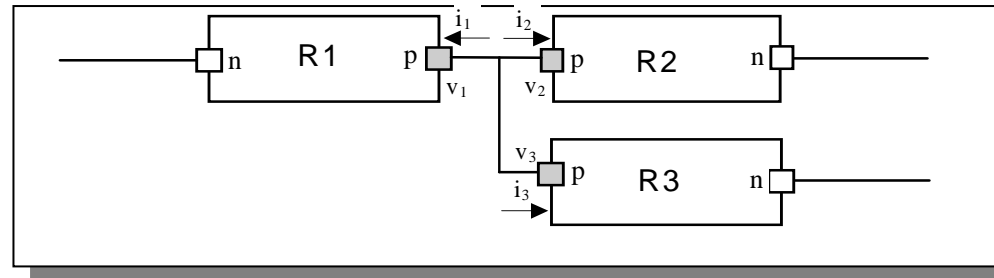 i₁ i₂
n R1 p p R2 n
v₁ v₂
v₃
p R3 n
i₃